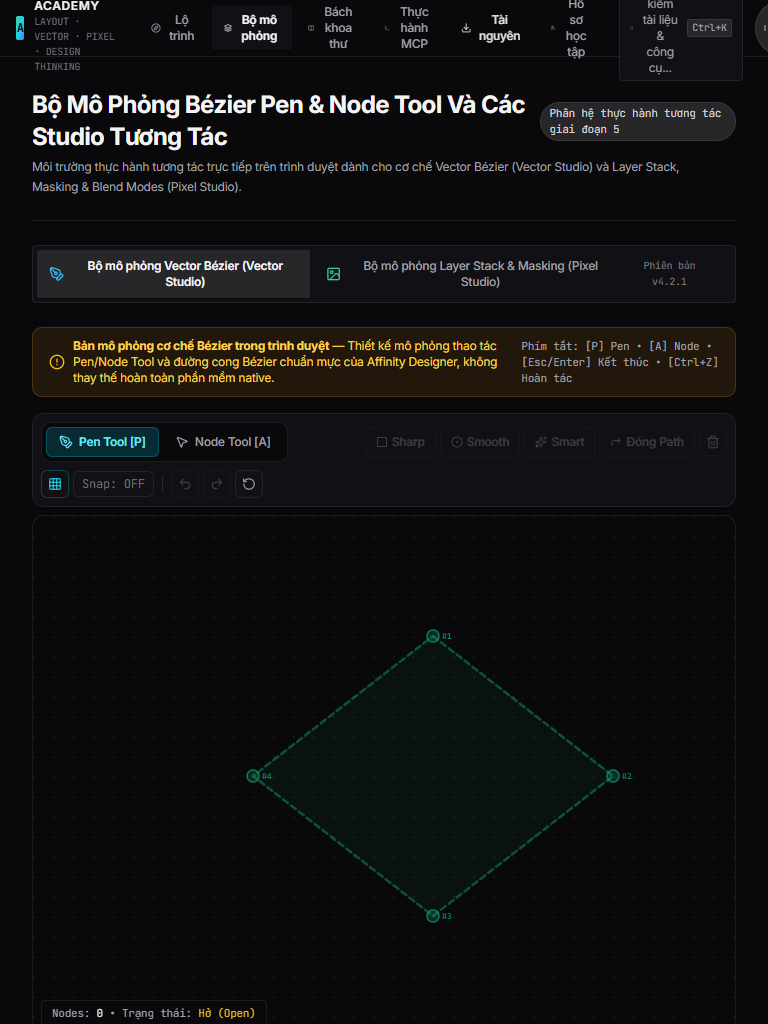 ACADEMY
LAYOUT ·
VECTOR · PIXEL
· DESIGN
THINKING
Lộ
trình
Bộ mô
phỏng
Bách
khoa
thư
Thực
hành
MCP
Tài
nguyên
Hồ
sơ
học
tập
kiếm
tài liệu
&
công
cụ...
Ctrl+K
Bộ Mô Phỏng Bézier Pen & Node Tool Và Các
Studio Tương Tác
Phân hệ thực hành tương tác
giai đoạn 5
Môi trường thực hành tương tác trực tiếp trên trình duyệt dành cho cơ chế Vector Bézier (Vector Studio) và Layer Stack,
Masking & Blend Modes (Pixel Studio).
Bộ mô phỏng Vector Bézier (Vector
Studio)
Bộ mô phỏng Layer Stack & Masking (Pixel
Studio)
Phiên bản
v4.2.1
Bản mô phỏng cơ chế Bézier trong trình duyệt — Thiết kế mô phỏng thao tác
Pen/Node Tool và đường cong Bézier chuẩn mực của Affinity Designer, không
thay thế hoàn toàn phần mềm native.
Phím tắt: [P] Pen • [A] Node •
[Esc/Enter] Kết thúc • [Ctrl+Z]
Hoàn tác
Pen Tool [P]
Node Tool [A]
Sharp
Smooth
Smart
Đóng Path
Snap: OFF
#1
#4
#2
#3
Nodes: 0 • Trạng thái: Hở (Open)